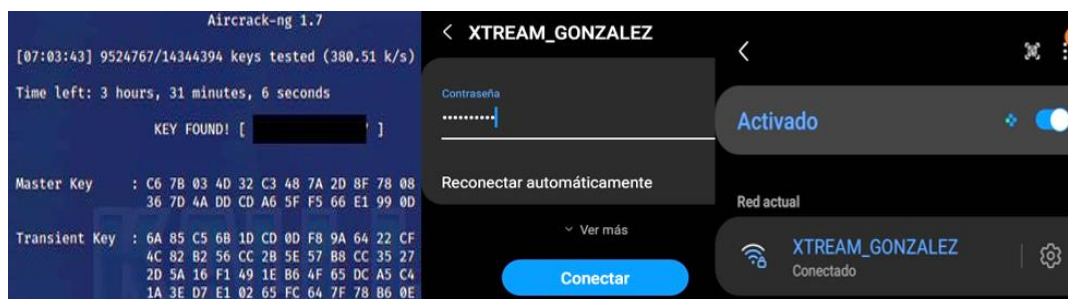 Aircrack-ng 1.7
[07:03:43] 9524767/14344394 keys tested (380.51 k/s)
Time left: 3 hours, 31 minutes, 6 seconds
KEY FOUND! [ ]
Master Key : C6 7B 03 4D 32 C3 48 7A 2D 8F 78 08
36 7D 4A DD CD A6 5F F5 66 E1 99 0D
Transient Key : 6A 85 C5 6B 1D CD 0D F8 9A 64 22 CF
4C 82 B2 56 CC 2B 5E 57 B8 CC 35 27
2D 5A 16 F1 49 1E B6 4F 65 DC A5 C4
1A 3E D7 E1 02 65 FC 64 7F 78 B6 0E
XTREAM_GONZALEZ
Contraseña
Reconectar automáticamente
Ver más
Conectar
Activado
Red actual
XTREAM_GONZALEZ
Conectado